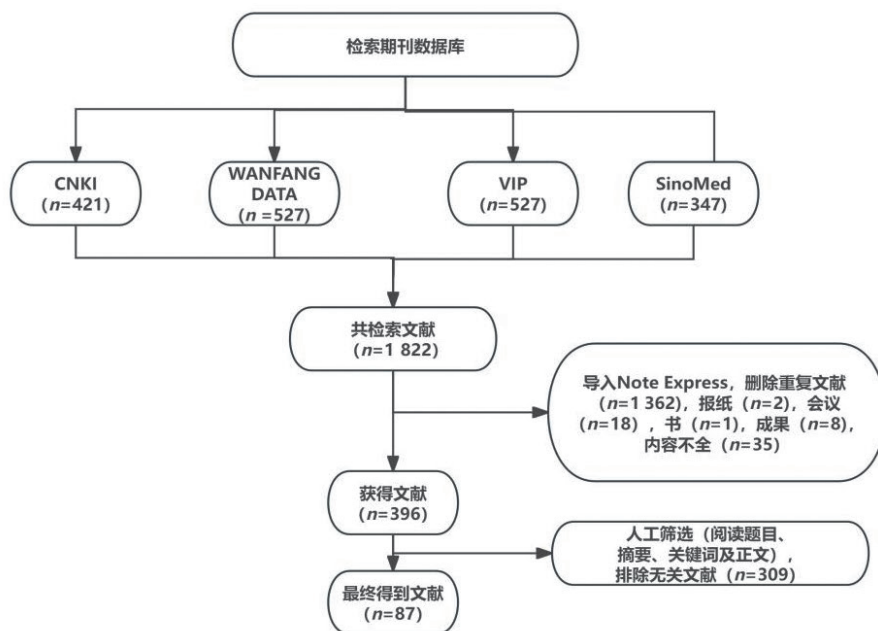 检索期刊数据库
CNKI
(n=421)
WANFANG
DATA
(n =527)
VIP
(n=527)
SinoMed
(n=347)
共检索文献
(n=1 822)
导入Note Express，删除重复文献
(n=1 362)，报纸（n=2)，会议
(n=18），书（n=1)，成果（n=8)，
内容不全（n=35）
获得文献
(n=396)
人工筛选（阅读题目、
摘要、关键词及正文），
排除无关文献（n=309）
最终得到文献
(n=87)